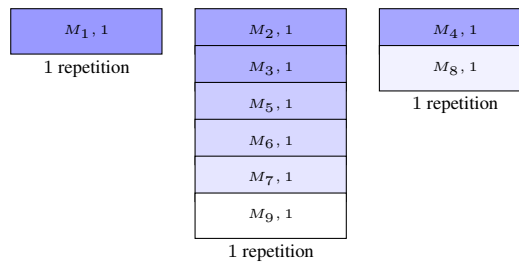 M₁, 1
1 repetition
M₂, 1
M₃, 1
M₅, 1
M₆, 1
M₇, 1
M₉, 1
1 repetition
M₄, 1
M₈, 1
1 repetition